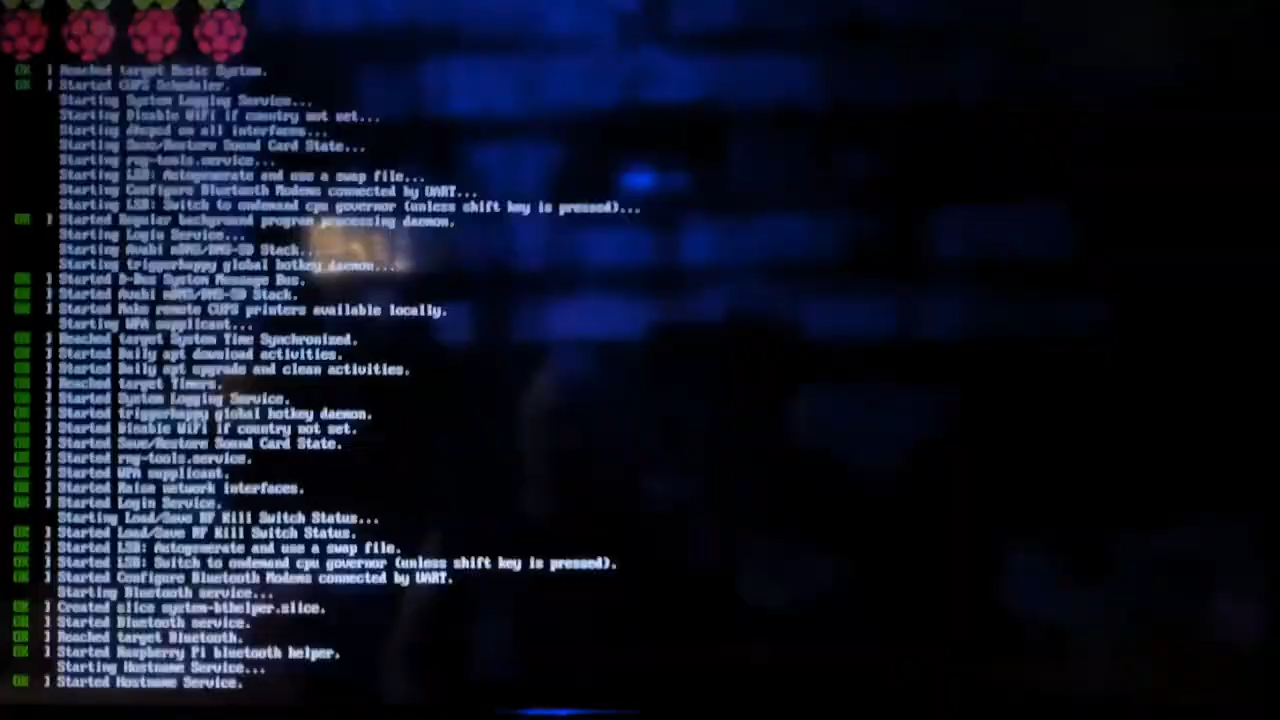 OK ] Reached target Basic System.
OK ] Started CUPS Scheduler.
Starting System Logging Service...
Starting Disable WiFi if country not set...
Starting dhcpcd on all interfaces...
Starting Save/Restore Sound Card State...
Starting rng-tools.service...
Starting LSB: Autogenerate and use a swap file...
Starting Configure Bluetooth Modems connected by UART...
Starting LSB: Switch to ondemand cpu governor (unless shift key is pressed)...
OK ] Started Regular background program processing daemon.
Starting Login Service...
Starting Avahi mDNS/DNS-SD Stack...
Starting triggerhappy global hotkey daemon...
OK ] Started D-Bus System Message Bus.
OK ] Started Avahi mDNS/DNS-SD Stack.
OK ] Started Make remote CUPS printers available locally.
Starting WPA supplicant...
OK ] Reached target System Time Synchronized.
OK ] Started Daily apt download activities.
OK ] Started Daily apt upgrade and clean activities.
OK ] Reached target Timers.
OK ] Started System Logging Service.
OK ] Started triggerhappy global hotkey daemon.
OK ] Started Disable WiFi if country not set.
OK ] Started Save/Restore Sound Card State.
OK ] Started rng-tools.service.
OK ] Started WPA supplicant.
OK ] Started Raise network interfaces.
OK ] Started Login Service.
Starting Load/Save RF Kill Switch Status...
OK ] Started Load/Save RF Kill Switch Status.
OK ] Started LSB: Autogenerate and use a swap file.
OK ] Started LSB: Switch to ondemand cpu governor (unless shift key is pressed).
OK ] Started Configure Bluetooth Modems connected by UART.
Starting Bluetooth service...
OK ] Created slice system-bthelper.slice.
OK ] Started Bluetooth service.
OK ] Reached target Bluetooth.
OK ] Started Raspberry Pi bluetooth helper.
Starting Hostname Service...
OK ] Started Hostname Service.